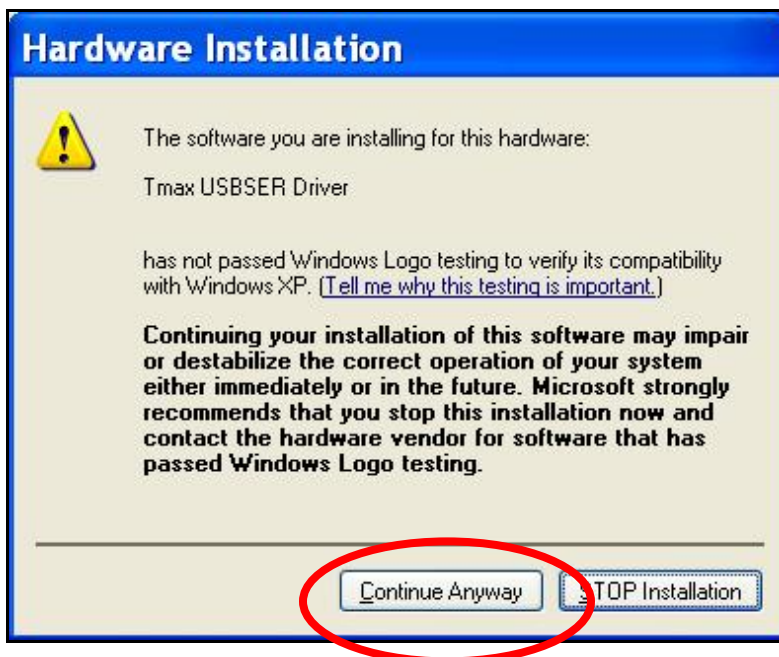 Hardware Installation
The software you are installing for this hardware:
Tmax USBSER Driver
has not passed Windows Logo testing to verify its compatibility
with Windows XP. (Tell me why this testing is important.)
Continuing your installation of this software may impair
or destabilize the correct operation of your system
either immediately or in the future. Microsoft strongly
recommends that you stop this installation now and
contact the hardware vendor for software that has
passed Windows Logo testing.
Continue Anyway
STOP Installation